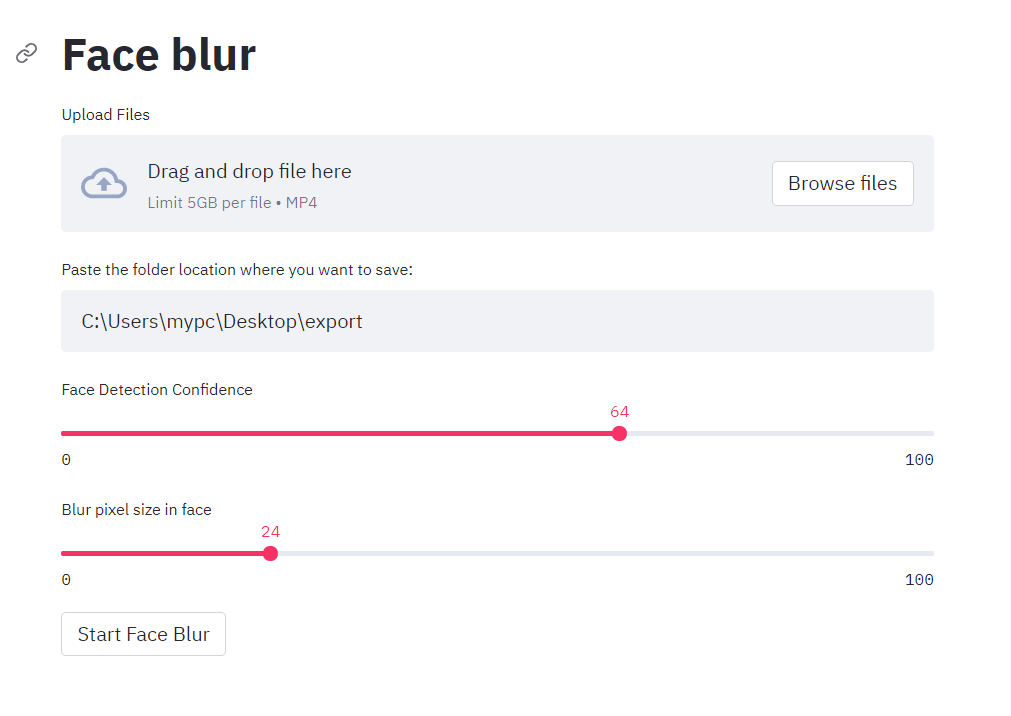 Face blur
Upload Files
Drag and drop file here
Limit 5GB per file • MP4
Browse files
Paste the folder location where you want to save:
C:\Users\mypc\Desktop\export
Face Detection Confidence
64
0 100
Blur pixel size in face
24
0 100
Start Face Blur